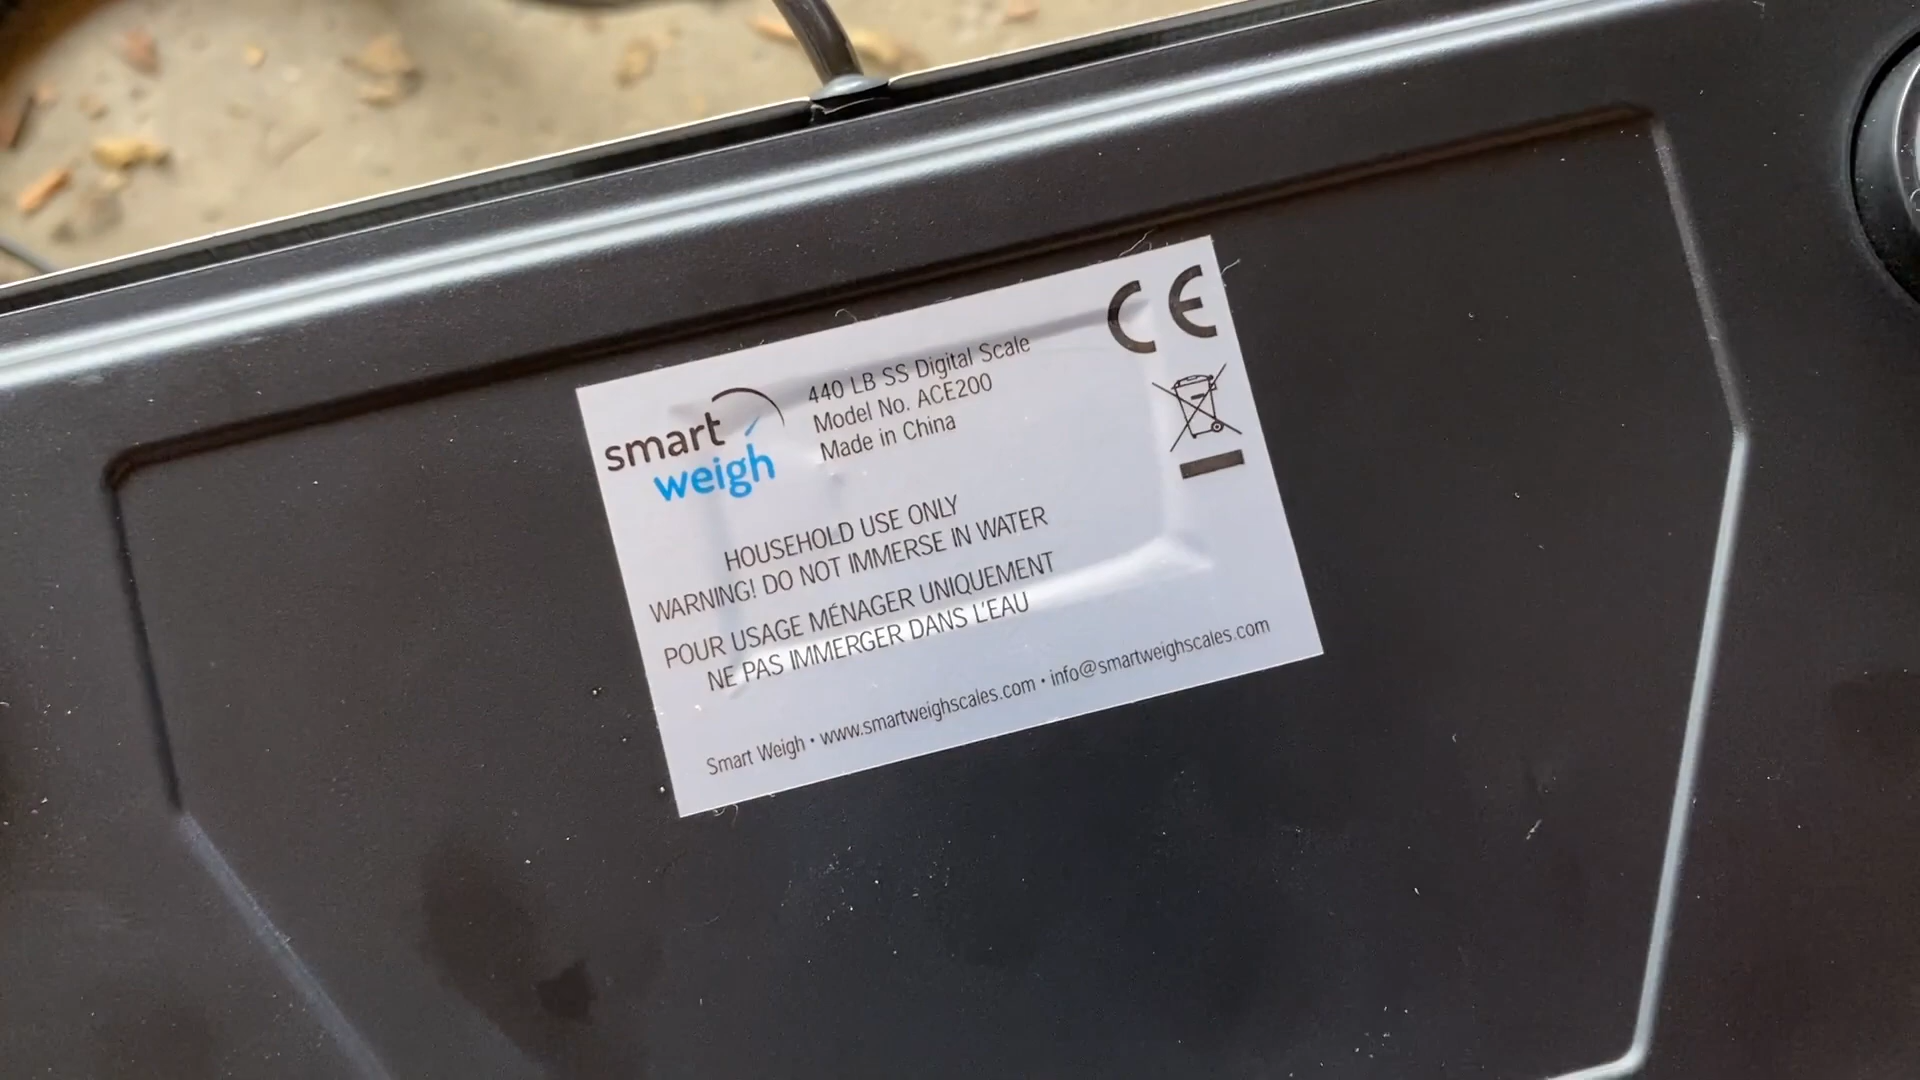 smart
weigh
440 LB SS Digital Scale
Model No. ACE200
Made in China
CE
HOUSEHOLD USE ONLY
WARNING! DO NOT IMMERSE IN WATER
POUR USAGE MÉNAGER UNIQUEMENT
NE PAS IMMERGER DANS L'EAU
Smart Weigh • www.smartweighscales.com • info@smartweighscales.com